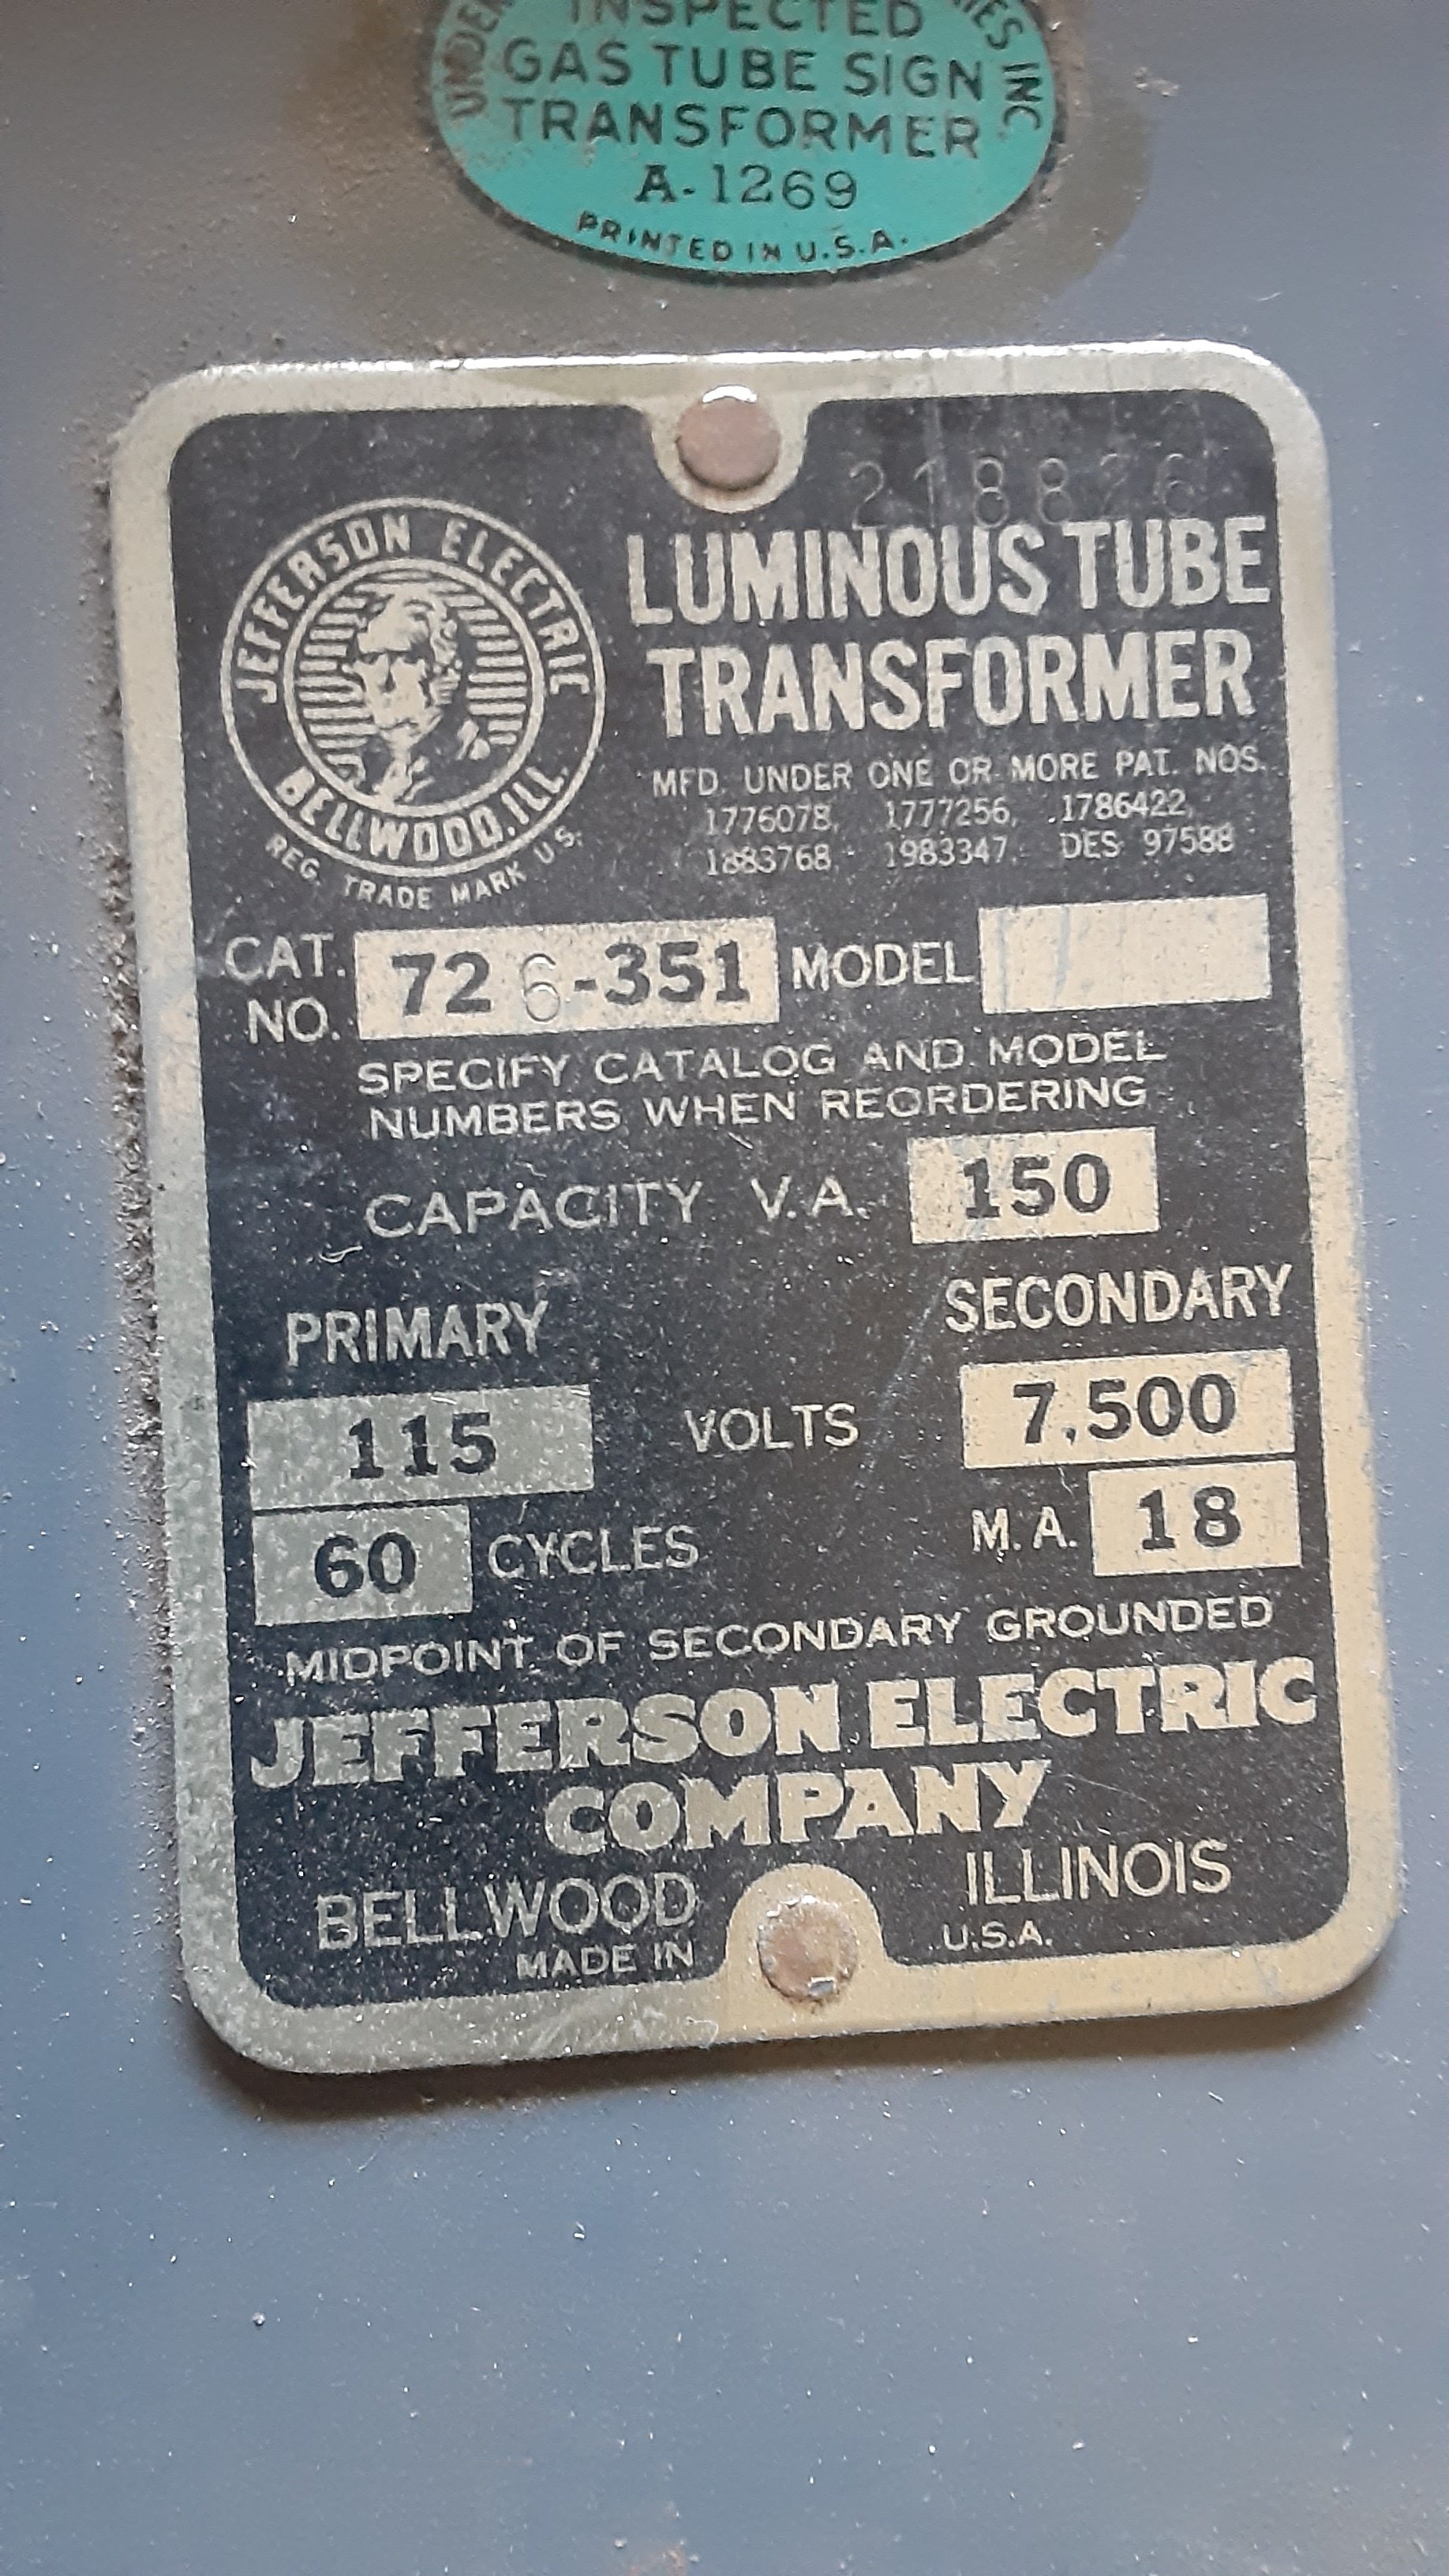 INSPECTED
GAS TUBE SIGN
TRANSFORMER
A-1269
PRINTED IN U.S.A.
INC.
218826
JEFFERSON ELECTRIC
BELLWOOD, ILL.
REG. TRADE MARK U.S.
LUMINOUS TUBE
TRANSFORMER
MFD. UNDER ONE OR MORE PAT. NOS.
1776078, 1777256, 1786422,
1883768, 1983347, DES 97588
CAT. NO. 726-351 MODEL
SPECIFY CATALOG AND MODEL
NUMBERS WHEN REORDERING
CAPACITY V.A. 150
PRIMARY SECONDARY
115 VOLTS 7,500
60 CYCLES M.A. 18
MIDPOINT OF SECONDARY GROUNDED
JEFFERSON ELECTRIC
COMPANY
BELLWOOD ILLINOIS
MADE IN U.S.A.